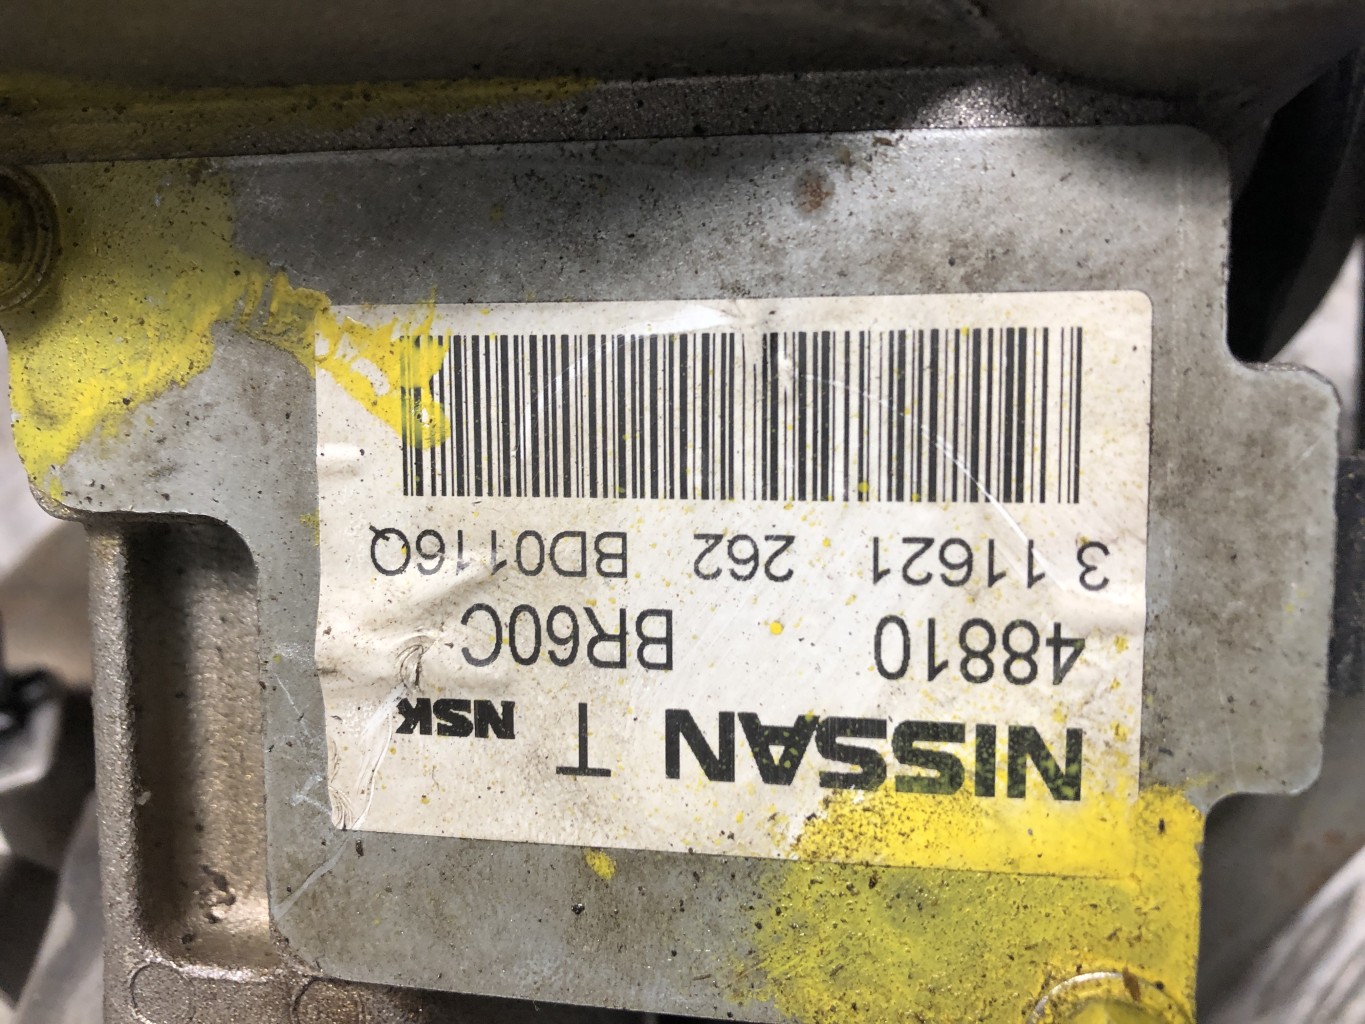 NISSAN T NSK
48810 BR60C
3 11621 262 BD0116Q